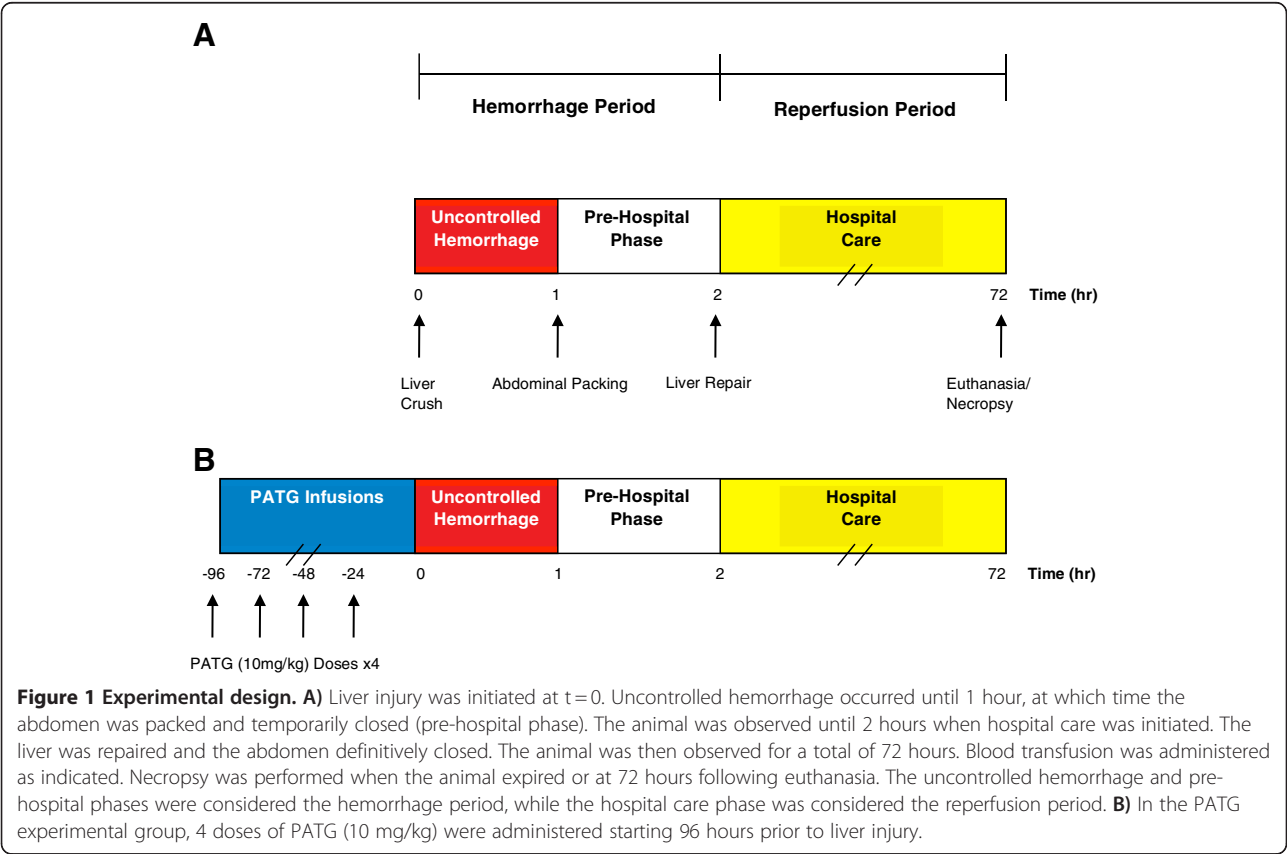 A
Hemorrhage Period
Reperfusion Period
Uncontrolled
Hemorrhage
Pre-Hospital
Phase
Hospital
Care
0 1 2 72 Time (hr)
Liver
Crush
Abdominal Packing
Liver Repair
Euthanasia/
Necropsy
B
PATG Infusions
Uncontrolled
Hemorrhage
Pre-Hospital
Phase
Hospital
Care
-96 -72 -48 -24 0 1 2 72 Time (hr)
PATG (10mg/kg) Doses x4
Figure 1 Experimental design. A) Liver injury was initiated at t = 0. Uncontrolled hemorrhage occurred until 1 hour, at which time the
abdomen was packed and temporarily closed (pre-hospital phase). The animal was observed until 2 hours when hospital care was initiated. The
liver was repaired and the abdomen definitively closed. The animal was then observed for a total of 72 hours. Blood transfusion was administered
as indicated. Necropsy was performed when the animal expired or at 72 hours following euthanasia. The uncontrolled hemorrhage and pre-
hospital phases were considered the hemorrhage period, while the hospital care phase was considered the reperfusion period. B) In the PATG
experimental group, 4 doses of PATG (10 mg/kg) were administered starting 96 hours prior to liver injury.